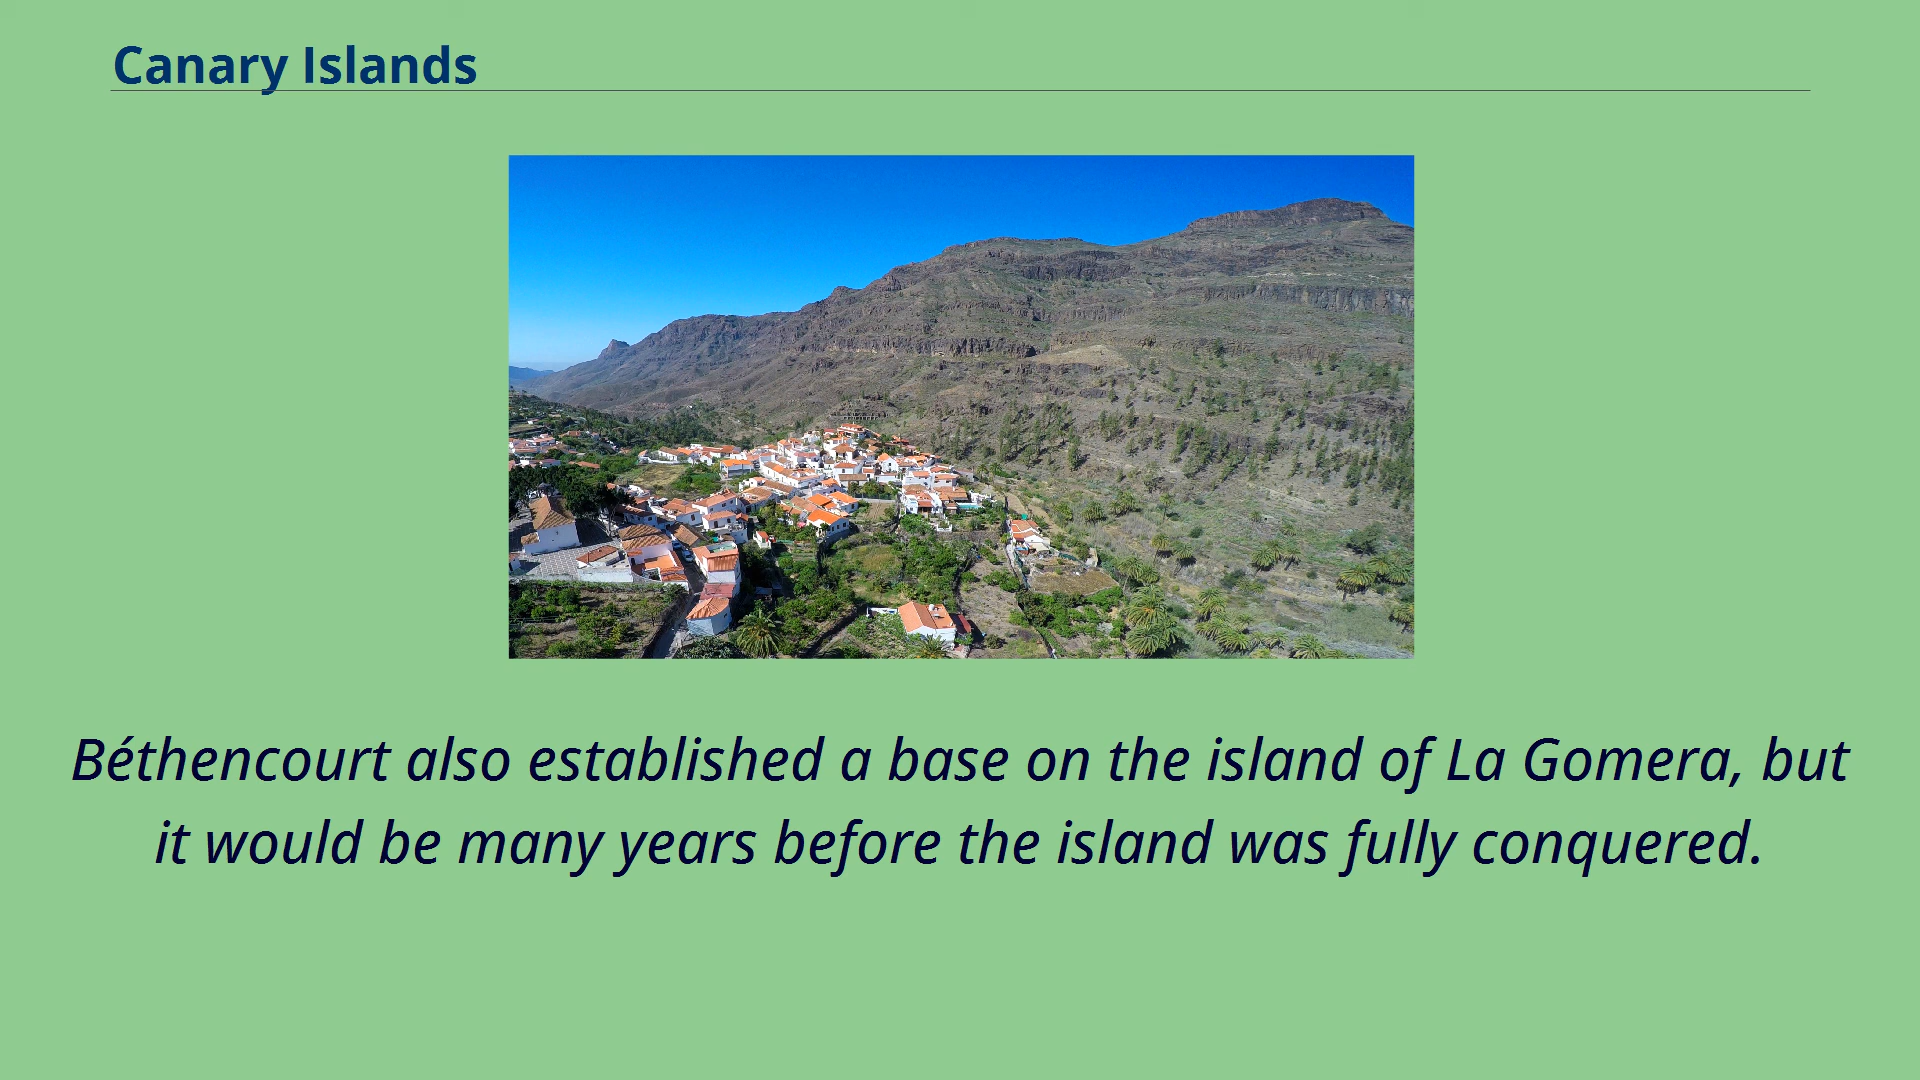 Canary Islands
Béthencourt also established a base on the island of La Gomera, but
it would be many years before the island was fully conquered.